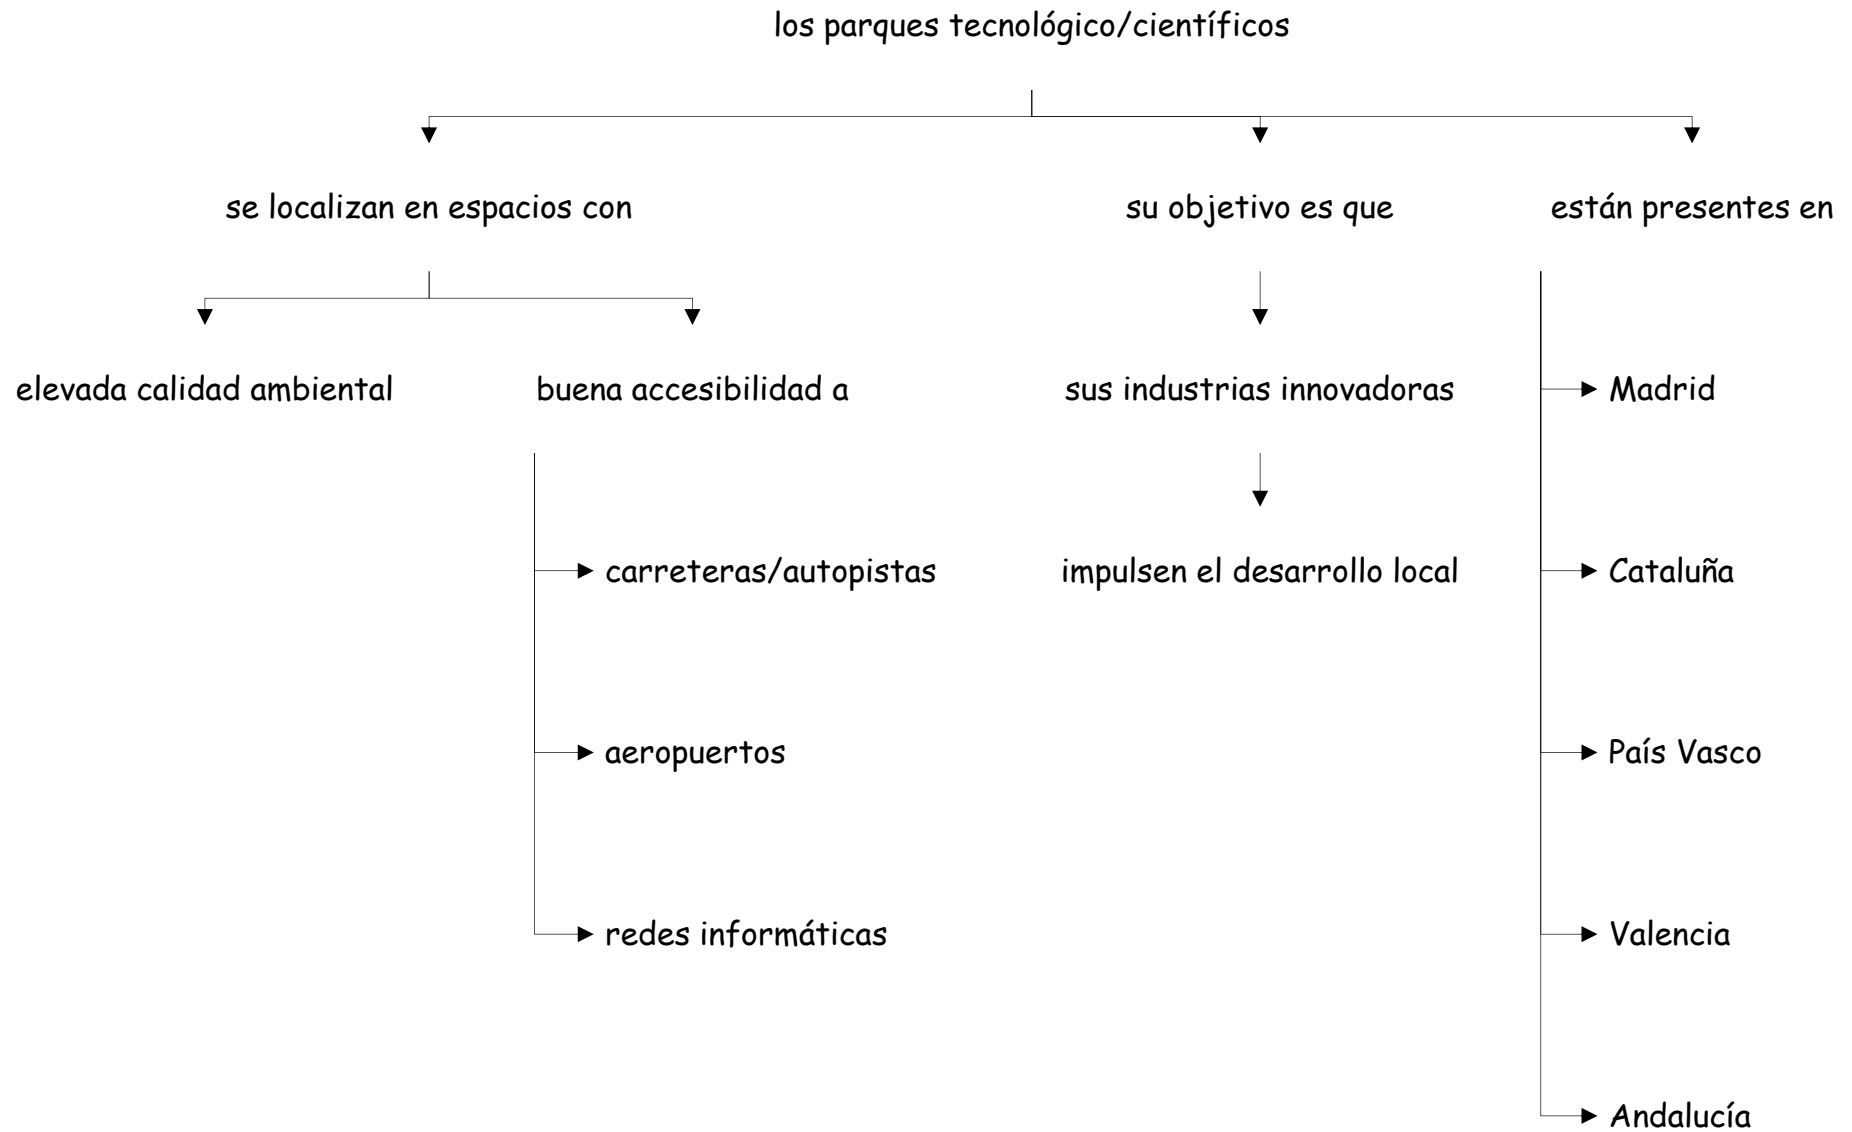 los parques tecnológico/científicos
se localizan en espacios con
su objetivo es que
están presentes en
elevada calidad ambiental
buena accesibilidad a
sus industrias innovadoras
Madrid
carreteras/autopistas
impulsen el desarrollo local
Cataluña
aeropuertos
País Vasco
redes informáticas
Valencia
Andalucía